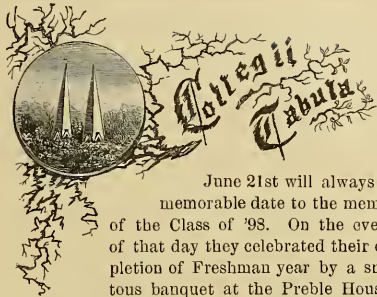 Collegii
Tabula
June 21st will always
memorable date to the mem
of the Class of '98. On the eve
of that day they celebrated their c
pletion of Freshman year by a su
tous banquet at the Preble Hou